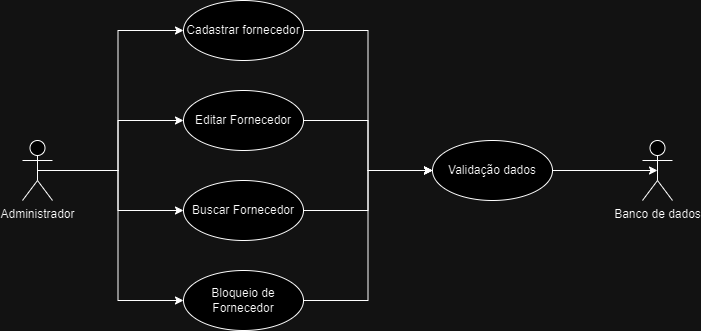 Cadastrar fornecedor
Editar Fornecedor
Validação dados
Administrador
Buscar Fornecedor
Banco de dados
Bloqueio de
Fornecedor